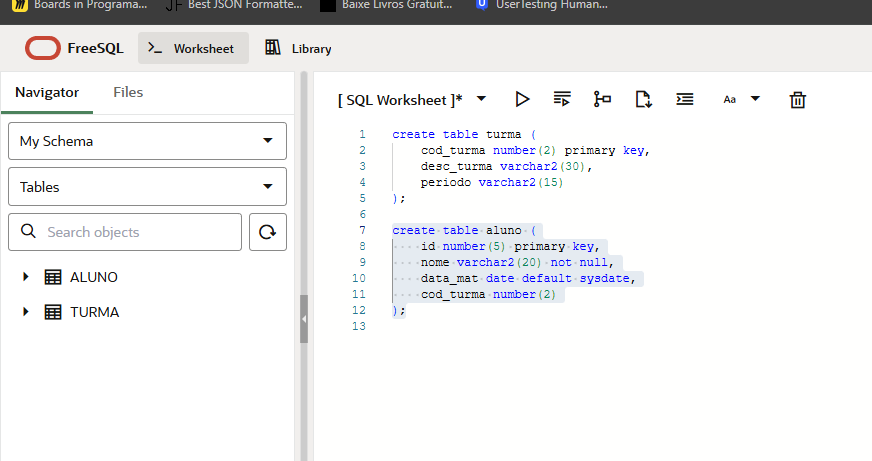 Boards in Programa... JF Best JSON Formatte... Baixe Livros Gratuit... U UserTesting Human...
FreeSQL >_ Worksheet Library
Navigator Files
My Schema
Tables
Search objects
ALUNO
TURMA
[ SQL Worksheet ]* Aa
1 create table turma (
2 cod_turma number(2) primary key,
3 desc_turma varchar2(30),
4 periodo varchar2(15)
5 );
6
7 create table aluno (
8 id number(5) primary key,
9 nome varchar2(20) not null,
10 data_mat date default sysdate,
11 cod_turma number(2)
12 );
13